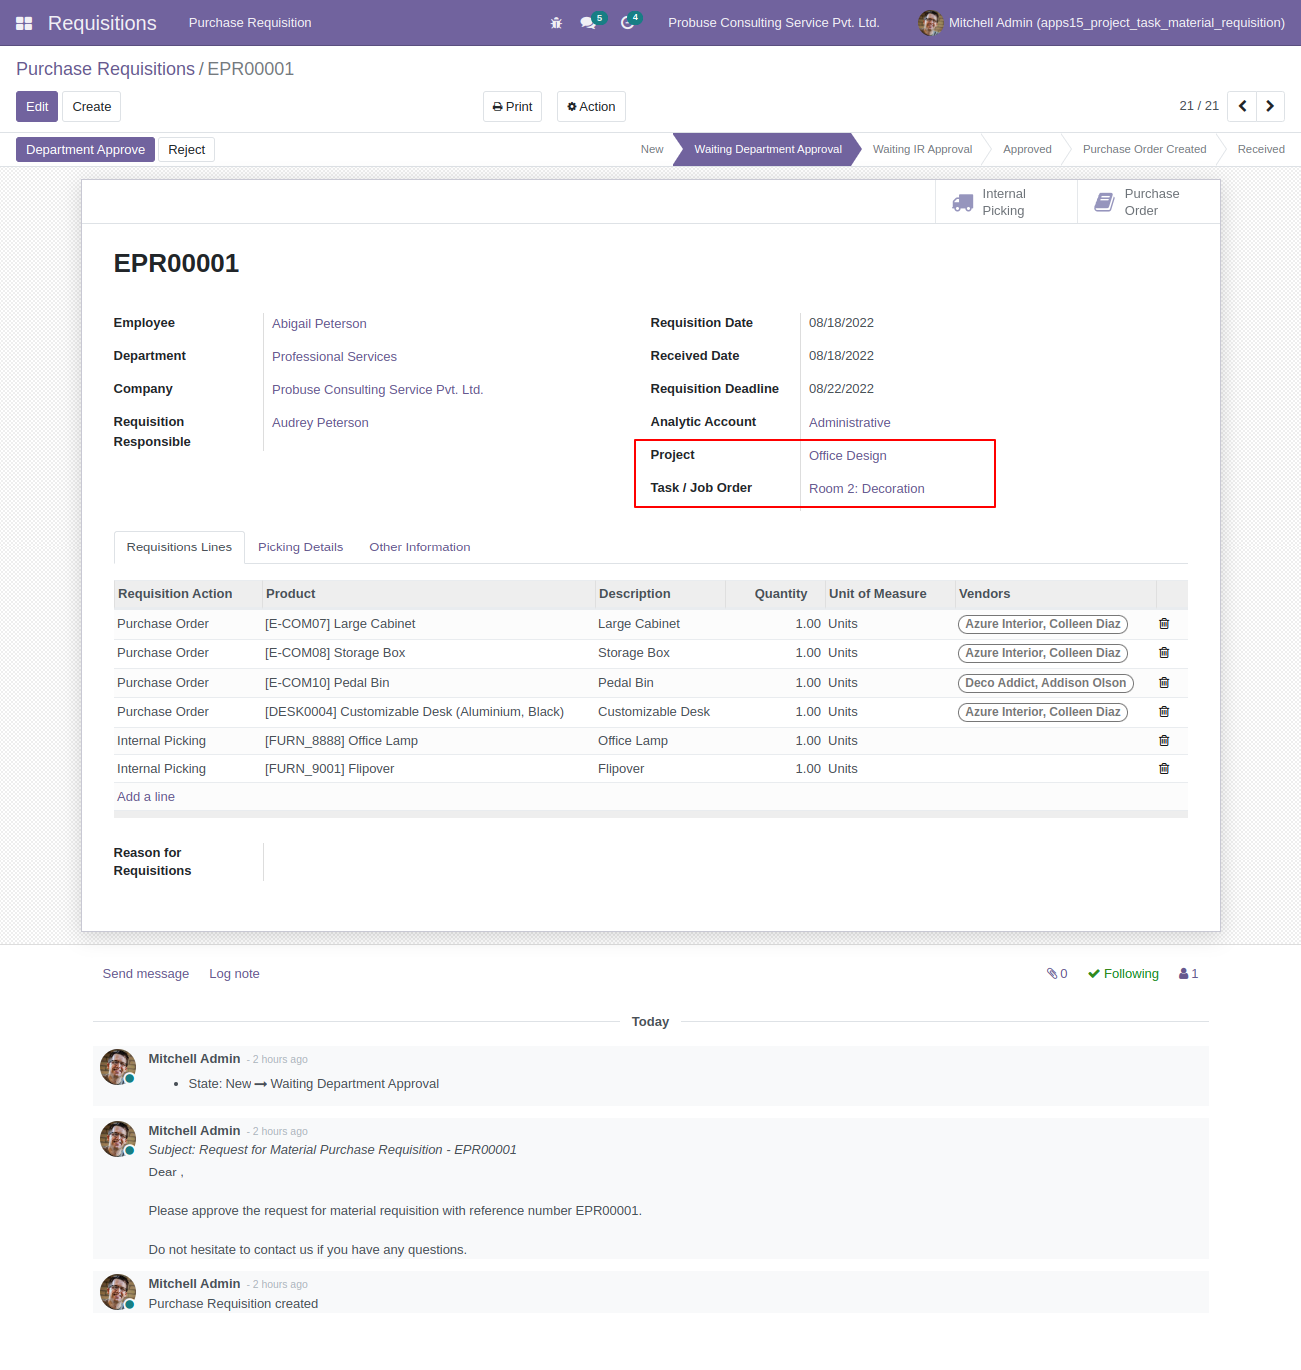 Requisitions Purchase Requisition 5 4 Probuse Consulting Service Pvt. Ltd. Mitchell Admin (apps15_project_task_material_requisition)
Purchase Requisitions / EPR00001
Edit Create Print Action 21 / 21
Department Approve Reject New Waiting Department Approval Waiting IR Approval Approved Purchase Order Created Received
Internal Picking
Purchase Order
EPR00001
Employee Abigail Peterson
Department Professional Services
Company Probuse Consulting Service Pvt. Ltd.
Requisition Audrey Peterson
Responsible
Requisition Date 08/18/2022
Received Date 08/18/2022
Requisition Deadline 08/22/2022
Analytic Account Administrative
Project Office Design
Task / Job Order Room 2: Decoration
Requisitions Lines Picking Details Other Information
Requisition Action Product Description Quantity Unit of Measure Vendors
Purchase Order [E-COM07] Large Cabinet Large Cabinet 1.00 Units Azure Interior, Colleen Diaz
Purchase Order [E-COM08] Storage Box Storage Box 1.00 Units Azure Interior, Colleen Diaz
Purchase Order [E-COM10] Pedal Bin Pedal Bin 1.00 Units Deco Addict, Addison Olson
Purchase Order [DESK0004] Customizable Desk (Aluminium, Black) Customizable Desk 1.00 Units Azure Interior, Colleen Diaz
Internal Picking [FURN_8888] Office Lamp Office Lamp 1.00 Units
Internal Picking [FURN_9001] Flipover Flipover 1.00 Units
Add a line
Reason for
Requisitions
Send message Log note 0 Following 1
Today
Mitchell Admin - 2 hours ago
• State: New → Waiting Department Approval
Mitchell Admin - 2 hours ago
Subject: Request for Material Purchase Requisition - EPR00001
Dear ,
Please approve the request for material requisition with reference number EPR00001.
Do not hesitate to contact us if you have any questions.
Mitchell Admin - 2 hours ago
Purchase Requisition created